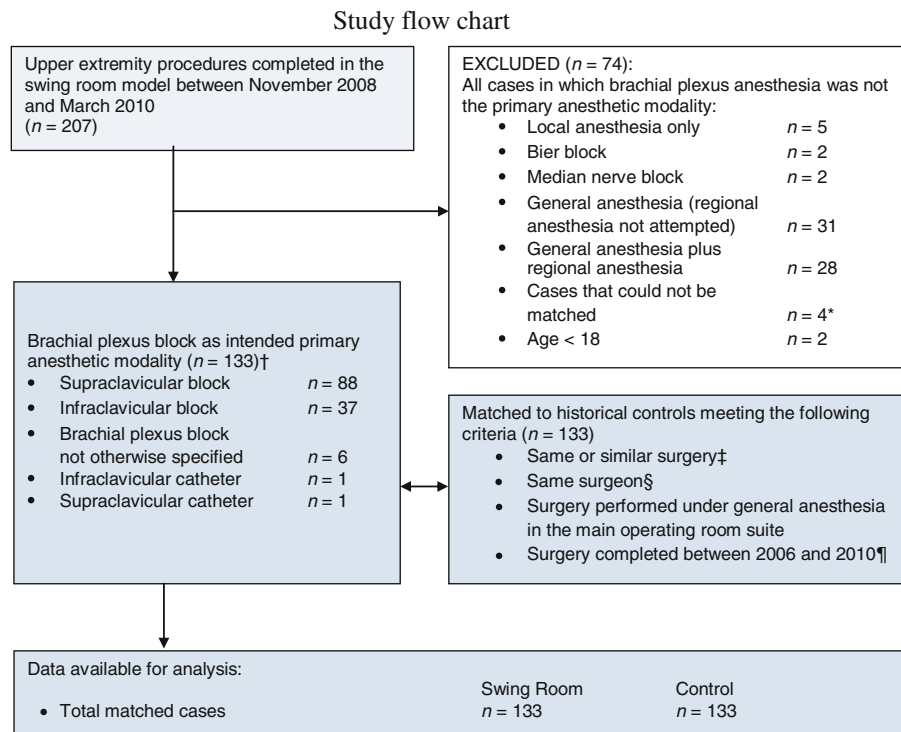 Study flow chart
Upper extremity procedures completed in the
swing room model between November 2008
and March 2010
(n = 207)
EXCLUDED (n = 74):
All cases in which brachial plexus anesthesia was not
the primary anesthetic modality:
• Local anesthesia only n = 5
• Bier block n = 2
• Median nerve block n = 2
• General anesthesia (regional
anesthesia not attempted) n = 31
• General anesthesia plus
regional anesthesia n = 28
• Cases that could not be
matched n = 4*
• Age < 18 n = 2
Brachial plexus block as intended primary
anesthetic modality (n = 133)†
• Supraclavicular block n = 88
• Infraclavicular block n = 37
• Brachial plexus block
not otherwise specified n = 6
• Infraclavicular catheter n = 1
• Supraclavicular catheter n = 1
Matched to historical controls meeting the following
criteria (n = 133)
• Same or similar surgery‡
• Same surgeon§
• Surgery performed under general anesthesia
in the main operating room suite
• Surgery completed between 2006 and 2010¶
Data available for analysis:
Swing Room Control
• Total matched cases n = 133 n = 133